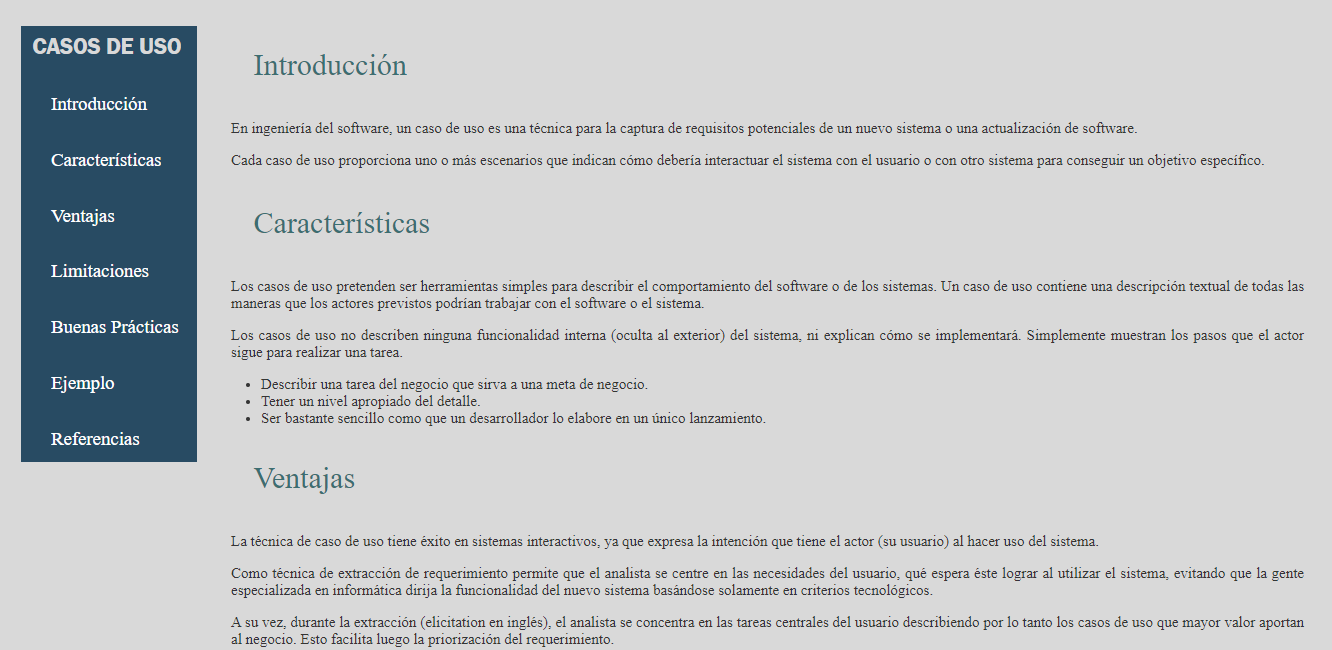 CASOS DE USO
Introducción
Características
Ventajas
Limitaciones
Buenas Prácticas
Ejemplo
Referencias
Introducción
En ingeniería del software, un caso de uso es una técnica para la captura de requisitos potenciales de un nuevo sistema o una actualización de software.
Cada caso de uso proporciona uno o más escenarios que indican cómo debería interactuar el sistema con el usuario o con otro sistema para conseguir un objetivo específico.
Características
Los casos de uso pretenden ser herramientas simples para describir el comportamiento del software o de los sistemas. Un caso de uso contiene una descripción textual de todas las
maneras que los actores previstos podrían trabajar con el software o el sistema.
Los casos de uso no describen ninguna funcionalidad interna (oculta al exterior) del sistema, ni explican cómo se implementará. Simplemente muestran los pasos que el actor
sigue para realizar una tarea.
• Describir una tarea del negocio que sirva a una meta de negocio.
• Tener un nivel apropiado del detalle.
• Ser bastante sencillo como que un desarrollador lo elabore en un único lanzamiento.
Ventajas
La técnica de caso de uso tiene éxito en sistemas interactivos, ya que expresa la intención que tiene el actor (su usuario) al hacer uso del sistema.
Como técnica de extracción de requerimiento permite que el analista se centre en las necesidades del usuario, qué espera éste lograr al utilizar el sistema, evitando que la gente
especializada en informática dirija la funcionalidad del nuevo sistema basándose solamente en criterios tecnológicos.
A su vez, durante la extracción (elicitation en inglés), el analista se concentra en las tareas centrales del usuario describiendo por lo tanto los casos de uso que mayor valor aportan
al negocio. Esto facilita luego la priorización del requerimiento.